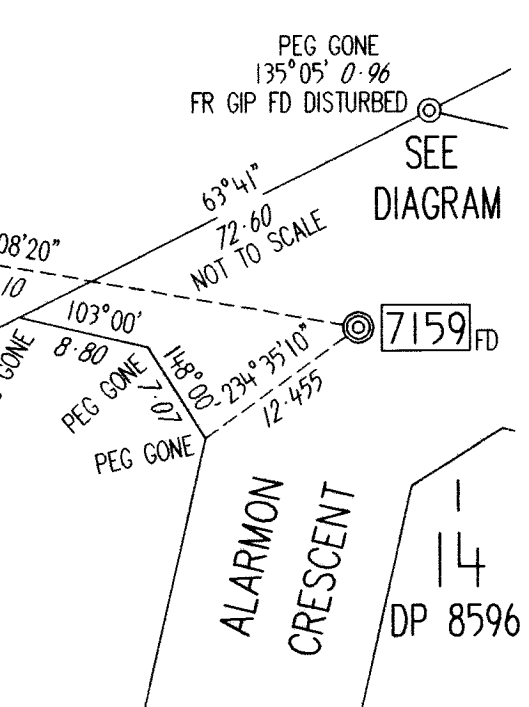 PEG GONE
135°05' 0·96
FR GIP FD DISTURBED
SEE
DIAGRAM
63°41"
72·60
NOT TO SCALE
08'20"
10
103°00'
8·80
GONE
PEG GONE
148°00
7·07
PEG GONE
234°35'10"
12·455
7159 FD
ALARMON
CRESCENT
1
14
DP 8596